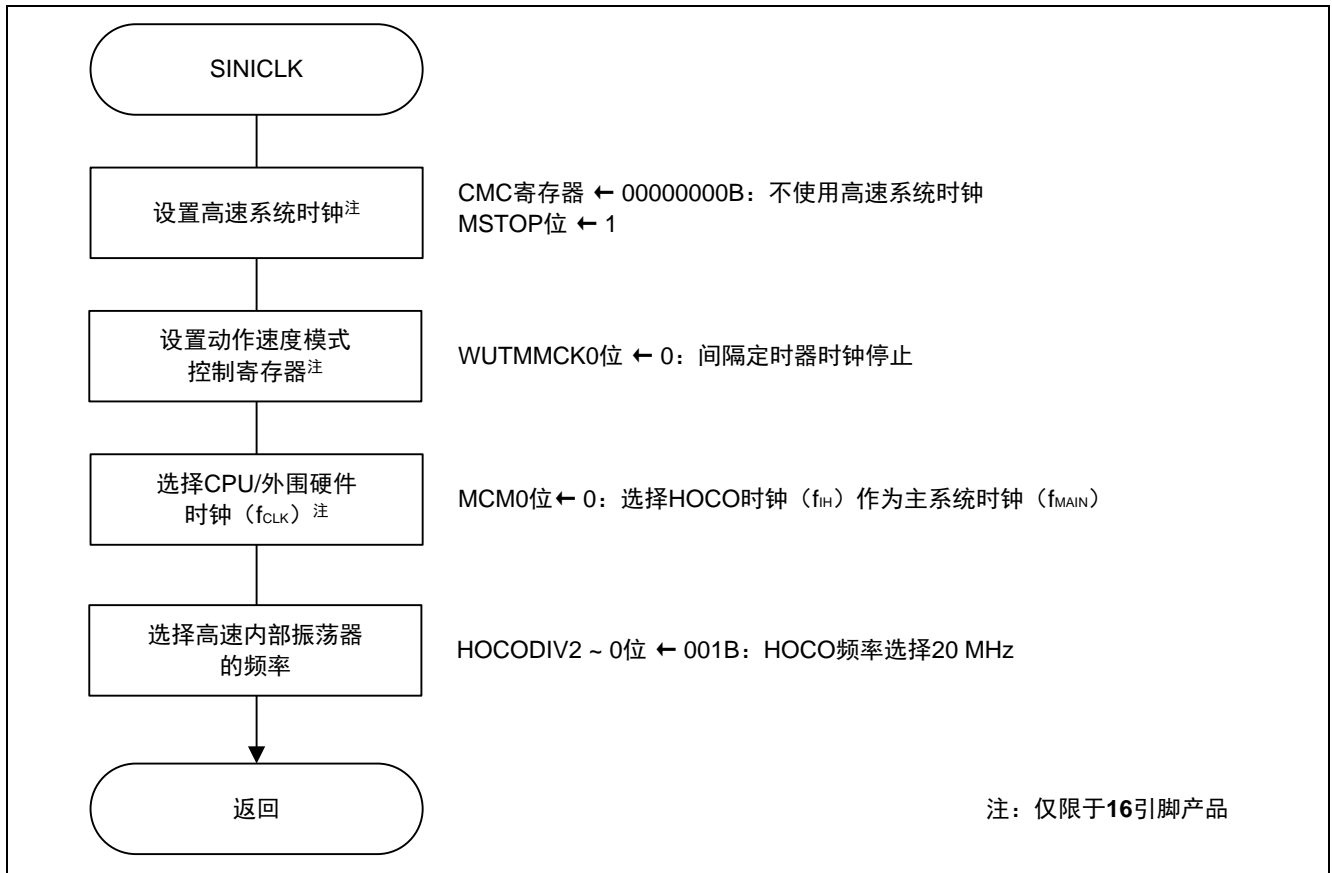 SINICLK
设置高速系统时钟注
CMC寄存器 ← 00000000B：不使用高速系统时钟
MSTOP位 ← 1
设置动作速度模式
控制寄存器注
WUTMMCK0位 ← 0：间隔定时器时钟停止
选择CPU/外围硬件
时钟（fCLK）注
MCM0位← 0：选择HOCO时钟（fIH）作为主系统时钟（fMAIN）
选择高速内部振荡器
的频率
HOCODIV2 ~ 0位 ← 001B：HOCO频率选择20 MHz
返回
注：仅限于16引脚产品